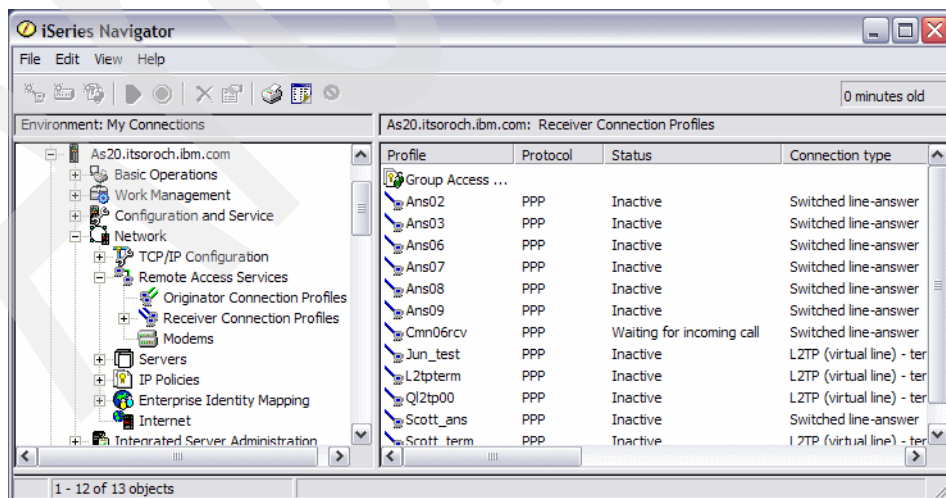 iSeries Navigator
File Edit View Help
0 minutes old
Environment: My Connections
As20.itsoroch.ibm.com: Receiver Connection Profiles
As20.itsoroch.ibm.com
Basic Operations
Work Management
Configuration and Service
Network
TCP/IP Configuration
Remote Access Services
Originator Connection Profiles
Receiver Connection Profiles
Modems
Servers
IP Policies
Enterprise Identity Mapping
Internet
Integrated Server Administration
Profile Protocol Status Connection type
Group Access ...
Ans02 PPP Inactive Switched line-answer
Ans03 PPP Inactive Switched line-answer
Ans06 PPP Inactive Switched line-answer
Ans07 PPP Inactive Switched line-answer
Ans08 PPP Inactive Switched line-answer
Ans09 PPP Inactive Switched line-answer
Cmn06rcv PPP Waiting for incoming call Switched line-answer
Jun_test PPP Inactive L2TP (virtual line) - ter
L2tpterm PPP Inactive L2TP (virtual line) - ter
Ql2tp00 PPP Inactive L2TP (virtual line) - ter
Scott_ans PPP Inactive Switched line-answer
Scott_term PPP Inactive L2TP (virtual line) - ter
1 - 12 of 13 objects